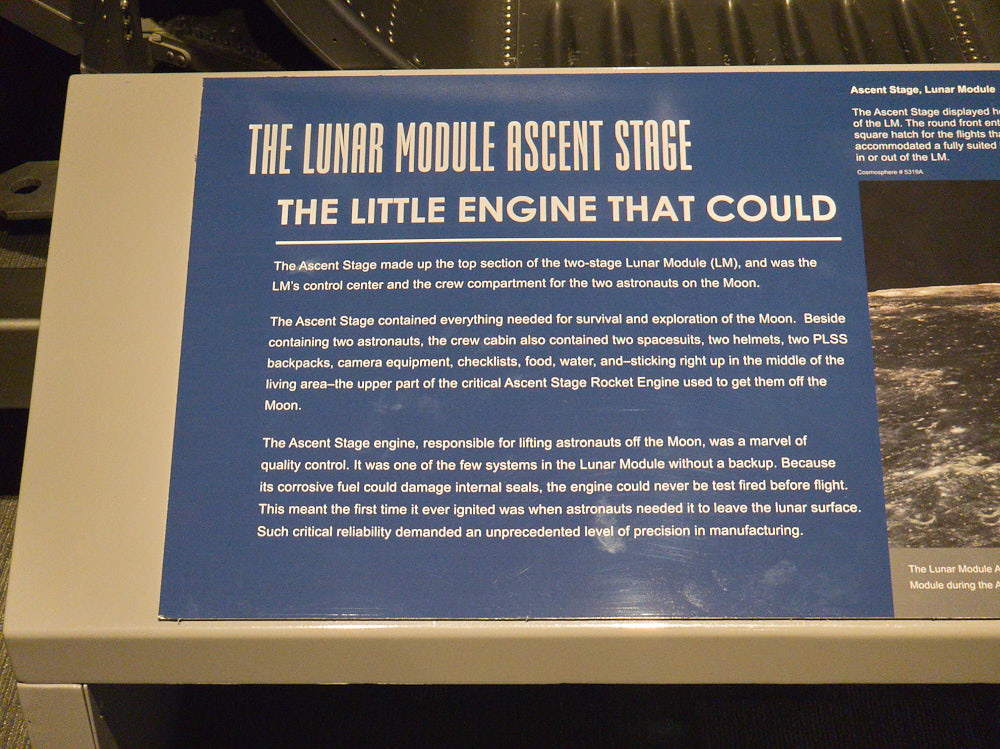 THE LUNAR MODULE ASCENT STAGE
THE LITTLE ENGINE THAT COULD
The Ascent Stage made up the top section of the two-stage Lunar Module (LM), and was the
LM's control center and the crew compartment for the two astronauts on the Moon.
The Ascent Stage contained everything needed for survival and exploration of the Moon.  Beside
containing two astronauts, the crew cabin also contained two spacesuits, two helmets, two PLSS
backpacks, camera equipment, checklists, food, water, and–sticking right up in the middle of the
living area–the upper part of the critical Ascent Stage Rocket Engine used to get them off the
Moon.
The Ascent Stage engine, responsible for lifting astronauts off the Moon, was a marvel of
quality control. It was one of the few systems in the Lunar Module without a backup. Because
its corrosive fuel could damage internal seals, the engine could never be test fired before flight.
This meant the first time it ever ignited was when astronauts needed it to leave the lunar surface.
Such critical reliability demanded an unprecedented level of precision in manufacturing.
Ascent Stage, Lunar Module
The Ascent Stage displayed
of the LM. The round front
square hatch for the flights
accommodated a fully suited
in or out of the LM.
Cosmosphere # 5319A
The Lunar Module
Module during the